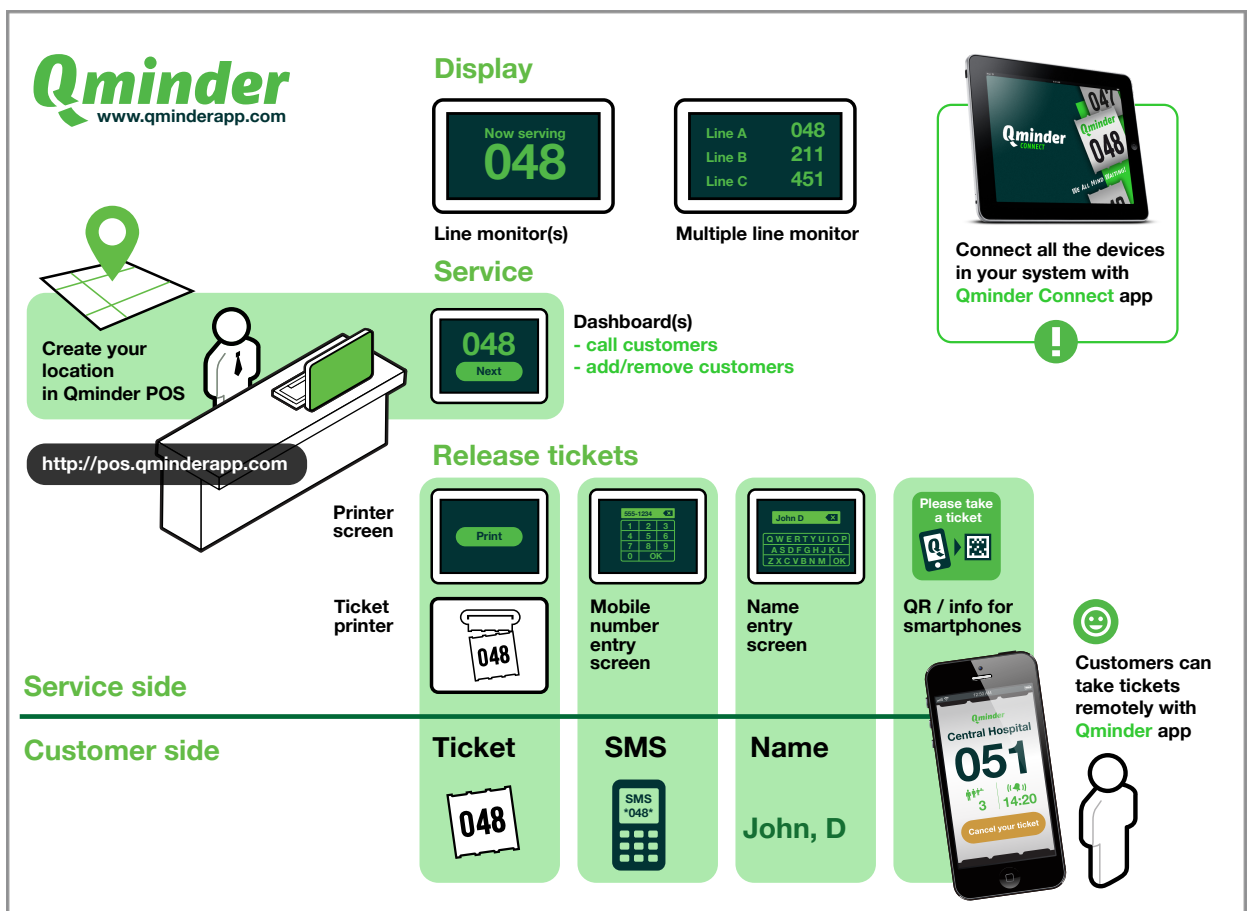 Qminder
www.qminderapp.com
Display
Now serving
048
Line monitor(s)
Line A 048
Line B 211
Line C 451
Multiple line monitor
047
Qminder
CONNECT
Qminder
048
WE ALL MIND WAITING!
Connect all the devices
in your system with
Qminder Connect app
!
Service
Create your
location
in Qminder POS
http://pos.qminderapp.com
048
Next
Dashboard(s)
- call customers
- add/remove customers
Release tickets
Printer
screen
Print
Ticket
printer
048
555-1234
1 2 3
4 5 6
7 8 9
0 OK
Mobile
number
entry
screen
John D
Q W E R T Y U I O P
A S D F G H J K L
Z X C V B N M OK
Name
entry
screen
Please take
a ticket
Q
QR / info for
smartphones
Customers can
take tickets
remotely with
Qminder app
Service side
Customer side
Ticket
048
SMS
SMS
*048*
Name
John, D
Qminder
Central Hospital
051
3 14:20
Cancel your ticket